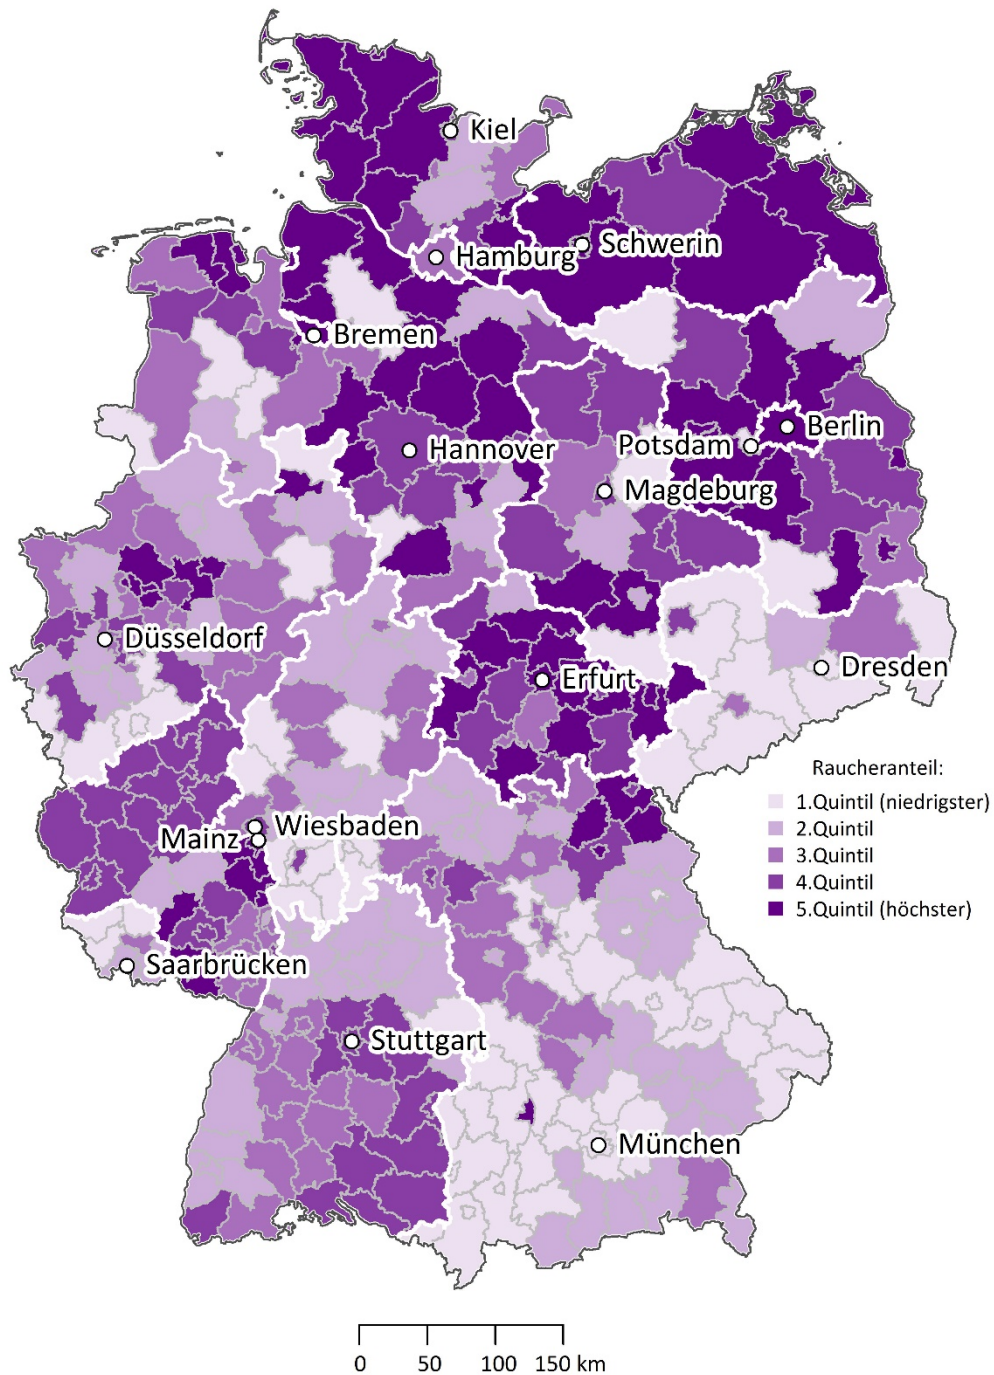 Kiel
Schwerin
Hamburg
Bremen
Berlin
Hannover
Potsdam
Magdeburg
Düsseldorf
Dresden
Erfurt
Raucheranteil:
1.Quintil (niedrigster)
2.Quintil
3.Quintil
4.Quintil
5.Quintil (höchster)
Wiesbaden
Mainz
Saarbrücken
Stuttgart
München
0 50 100 150 km